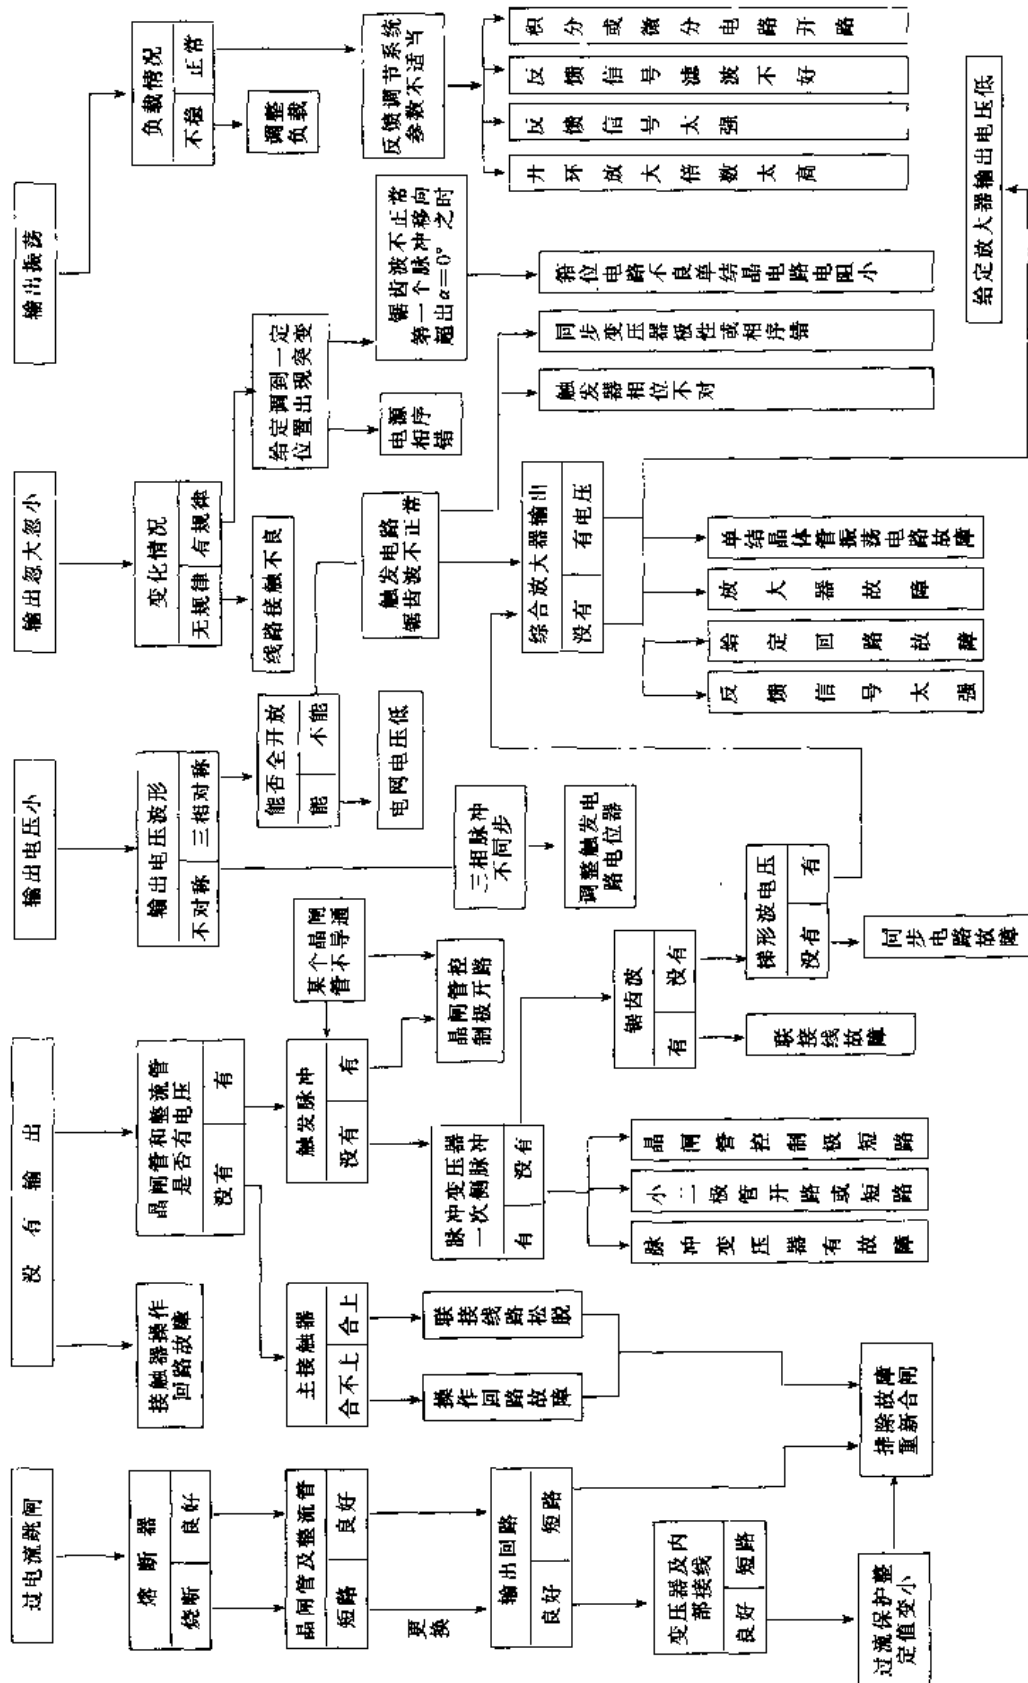 过电流跳闸
熔断器
烧断
良好
晶闸管及整流管
短路
良好
更换
输出回路
良好
短路
变压器及内
部接线
良好
短路
过流保护整
定值变小
排除故障
重新合闸
没有输出
接触器操作
回路故障
晶闸管和整流管
是否有电压
没有
有
主接触器
合不上
合上
操作回路故障
联接线路松脱
触发脉冲
没有
有
某个晶闸
管不导通
晶闸管控
制极开路
脉冲变压器
一次侧脉冲
有
没有
脉冲变压器有故障
小二极管开路或短路
晶闸管控制极短路
锯齿波
有
没有
联接线故障
梯形波电压
没有
有
同步电路故障
输出电压小
输出电压波形
不对称
三相对称
三相脉冲
不同步
调整触发电
路电位器
能否全开放
能
不能
电网电压低
触发电路
锯齿波不正常
综合放大器输出
没有
有电压
反馈信号太强
给定回路故障
放大器故障
单结晶体管振荡电路故障
给定放大器输出电压低
输出忽大忽小
变化情况
无规律
有规律
线路接触不良
给定调到一定
位置出现突变
电源
相序
错
锯齿波不正常
第一个脉冲移向
超出α=0° 之时
触发器相位不对
同步变压器极性或相序错
箝位电路不良单结晶电路电阻小
输出振荡
负载情况
不稳
正常
调整
负载
反馈调节系统
参数不适当
开环放大倍数太高
反馈信号太强
反馈信号滤波不好
积分或微分电路开路